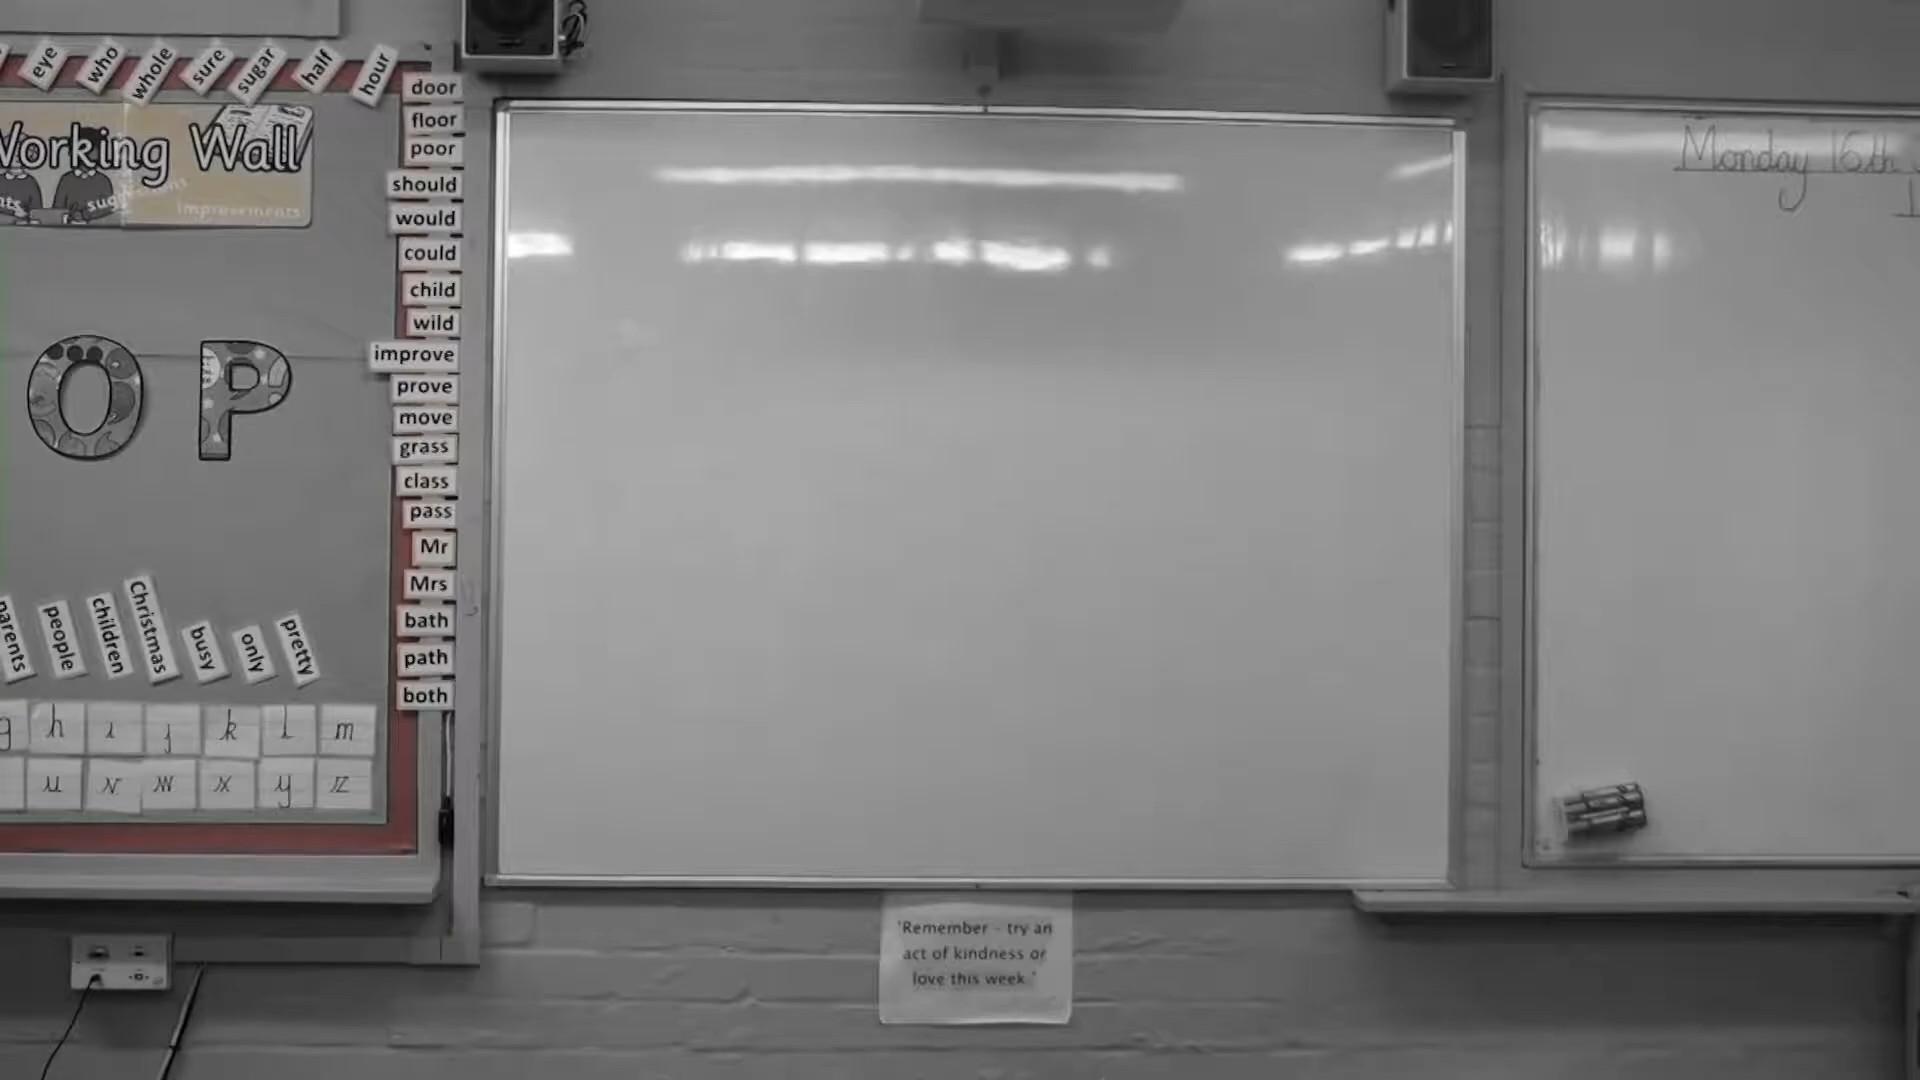 eye
who
whole
sure
sugar
half
hour
door
floor
poor
should
would
could
child
wild
improve
prove
move
grass
class
pass
Mr
Mrs
bath
path
both
Working Wall
improvements
O P
parents
people
children
Christmas
busy
only
pretty
g h i j k l m
u v w x y z
Monday 16th
'Remember - try an
act of kindness or
love this week.'